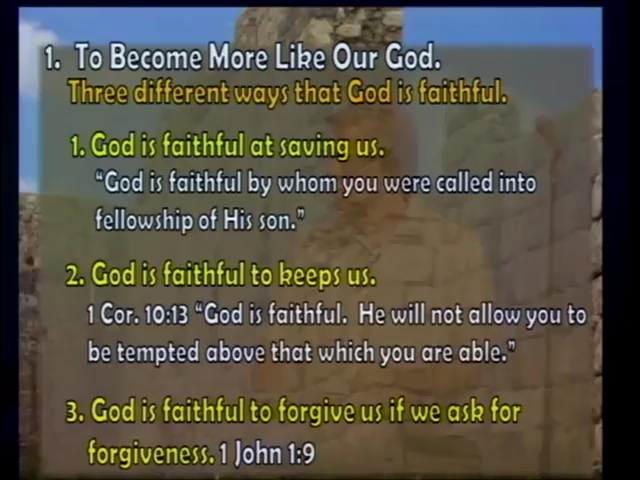 1. To Become More Like Our God.
Three different ways that God is faithful.
1. God is faithful at saving us.
“God is faithful by whom you were called into
fellowship of His son.”
2. God is faithful to keeps us.
1 Cor. 10:13 “God is faithful. He will not allow you to
be tempted above that which you are able.”
3. God is faithful to forgive us if we ask for
forgiveness. 1 John 1:9